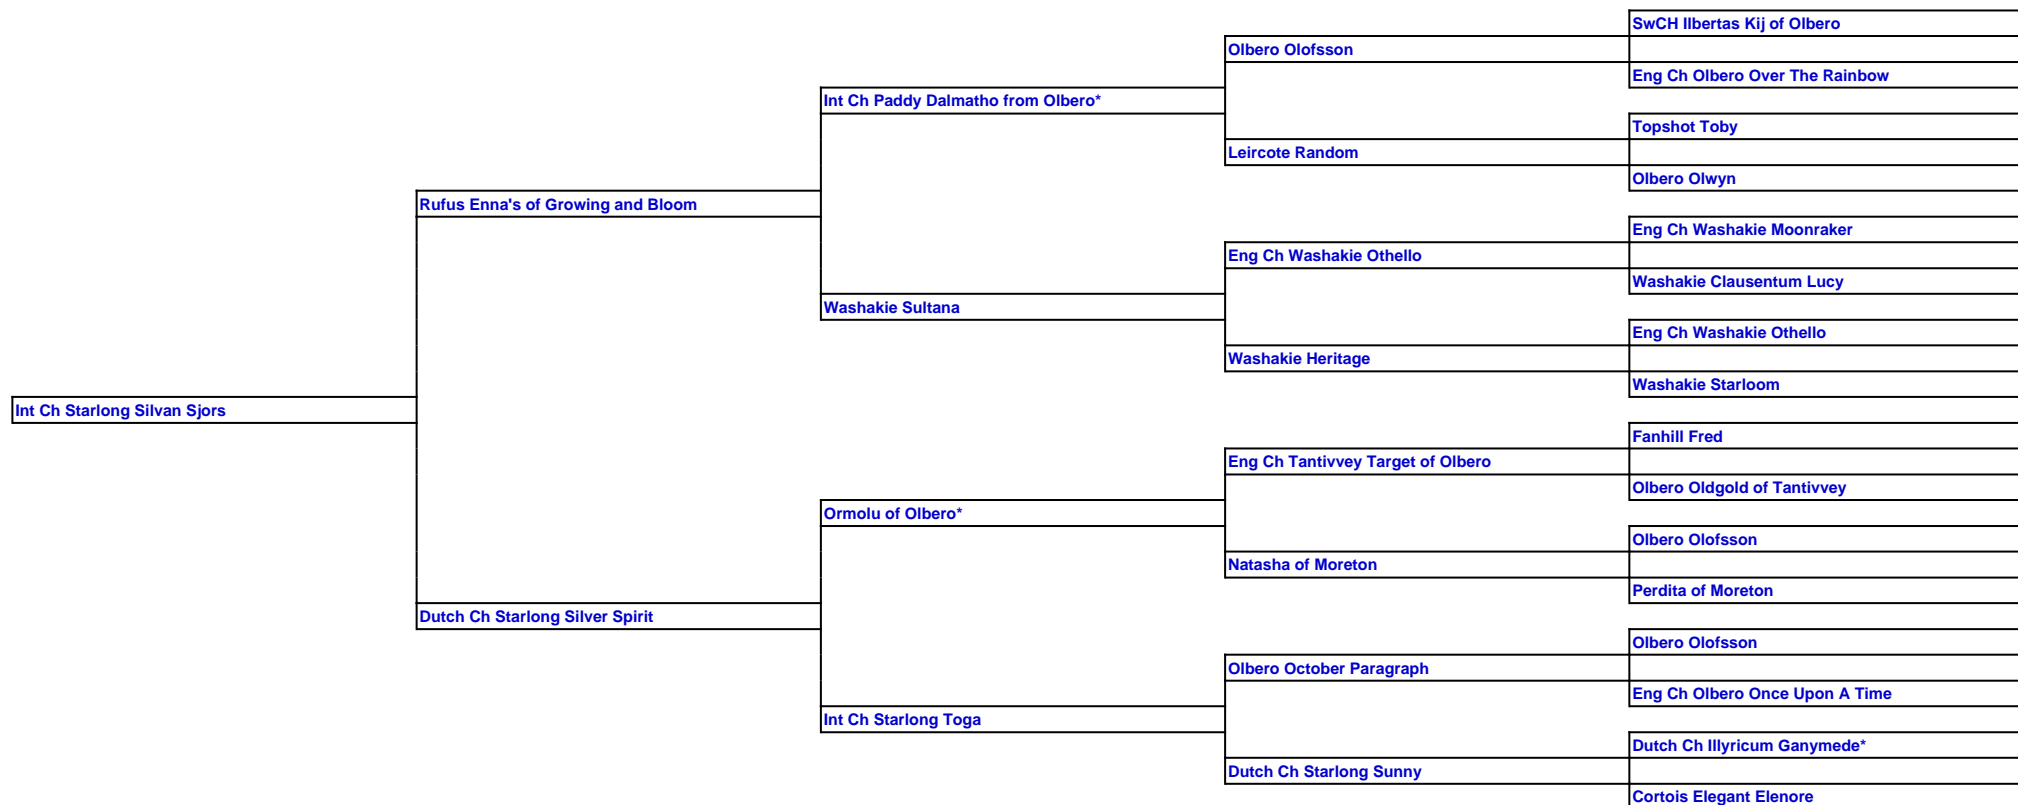 SwCH Ilbertas Kij of Olbero
Olbero Olofsson
Eng Ch Olbero Over The Rainbow
Int Ch Paddy Dalmatho from Olbero*
Topshot Toby
Leircote Random
Olbero Olwyn
Rufus Enna's of Growing and Bloom
Eng Ch Washakie Moonraker
Eng Ch Washakie Othello
Washakie Clausentum Lucy
Washakie Sultana
Eng Ch Washakie Othello
Washakie Heritage
Washakie Starloom
Int Ch Starlong Silvan Sjors
Fanhill Fred
Eng Ch Tantivvey Target of Olbero
Olbero Oldgold of Tantivvey
Ormolu of Olbero*
Olbero Olofsson
Natasha of Moreton
Perdita of Moreton
Dutch Ch Starlong Silver Spirit
Olbero Olofsson
Olbero October Paragraph
Eng Ch Olbero Once Upon A Time
Int Ch Starlong Toga
Dutch Ch Illyricum Ganymede*
Dutch Ch Starlong Sunny
Cortois Elegant Elenore